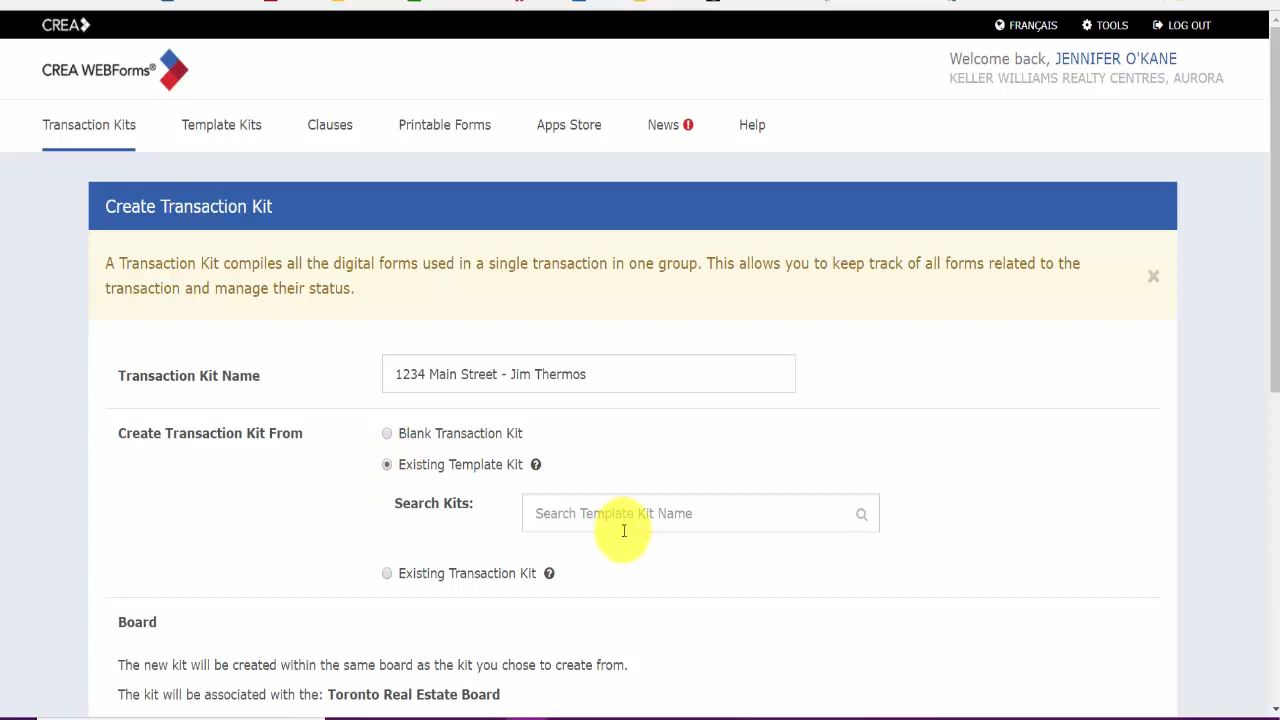 CREA
FRANÇAIS TOOLS LOG OUT
CREA WEBForms®
Welcome back, JENNIFER O'KANE
KELLER WILLIAMS REALTY CENTRES, AURORA
Transaction Kits Template Kits Clauses Printable Forms Apps Store News Help
Create Transaction Kit
A Transaction Kit compiles all the digital forms used in a single transaction in one group. This allows you to keep track of all forms related to the
transaction and manage their status.
Transaction Kit Name 1234 Main Street - Jim Thermos
Create Transaction Kit From Blank Transaction Kit
Existing Template Kit
Search Kits: Search Template Kit Name
Existing Transaction Kit
Board
The new kit will be created within the same board as the kit you chose to create from.
The kit will be associated with the: Toronto Real Estate Board